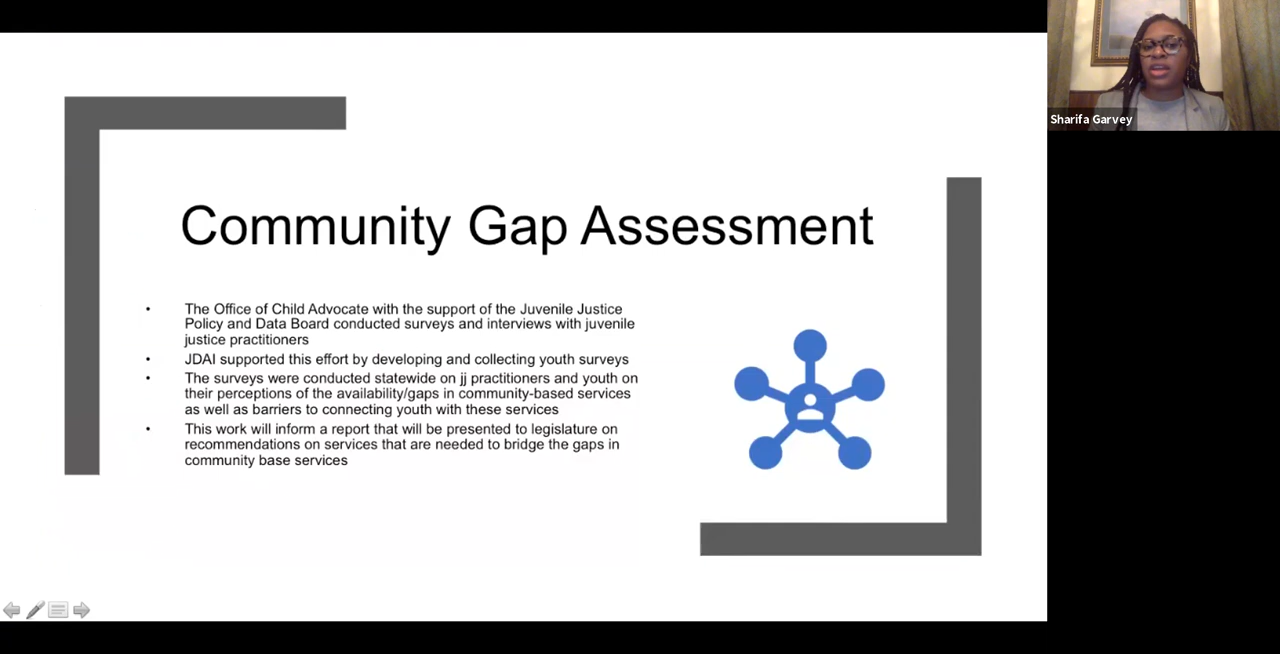 Sharifa Garvey
Community Gap Assessment
• The Office of Child Advocate with the support of the Juvenile Justice
Policy and Data Board conducted surveys and interviews with juvenile
justice practitioners
• JDAI supported this effort by developing and collecting youth surveys
• The surveys were conducted statewide on jj practitioners and youth on
their perceptions of the availability/gaps in community-based services
as well as barriers to connecting youth with these services
• This work will inform a report that will be presented to legislature on
recommendations on services that are needed to bridge the gaps in
community base services